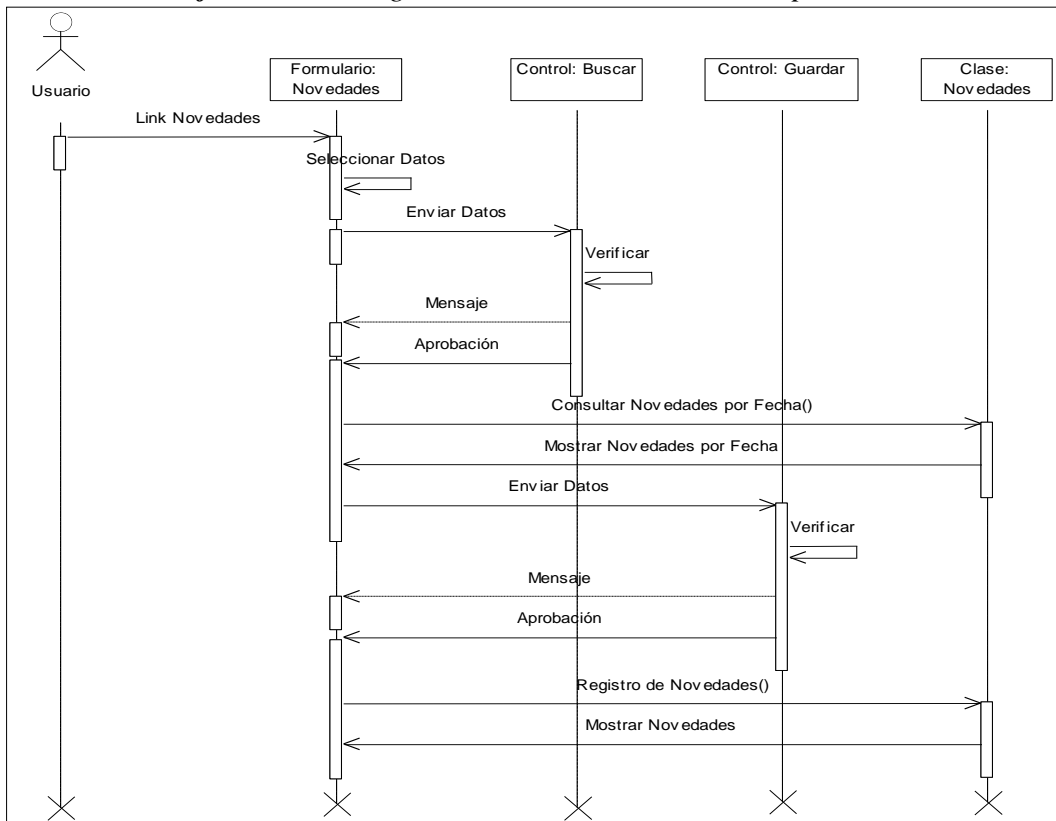 Usuario
Formulario:
Novedades
Control: Buscar
Control: Guardar
Clase:
Novedades
Link Novedades
Seleccionar Datos
Enviar Datos
Verificar
Mensaje
Aprobación
Consultar Novedades por Fecha()
Mostrar Novedades por Fecha
Enviar Datos
Verificar
Mensaje
Aprobación
Registro de Novedades()
Mostrar Novedades